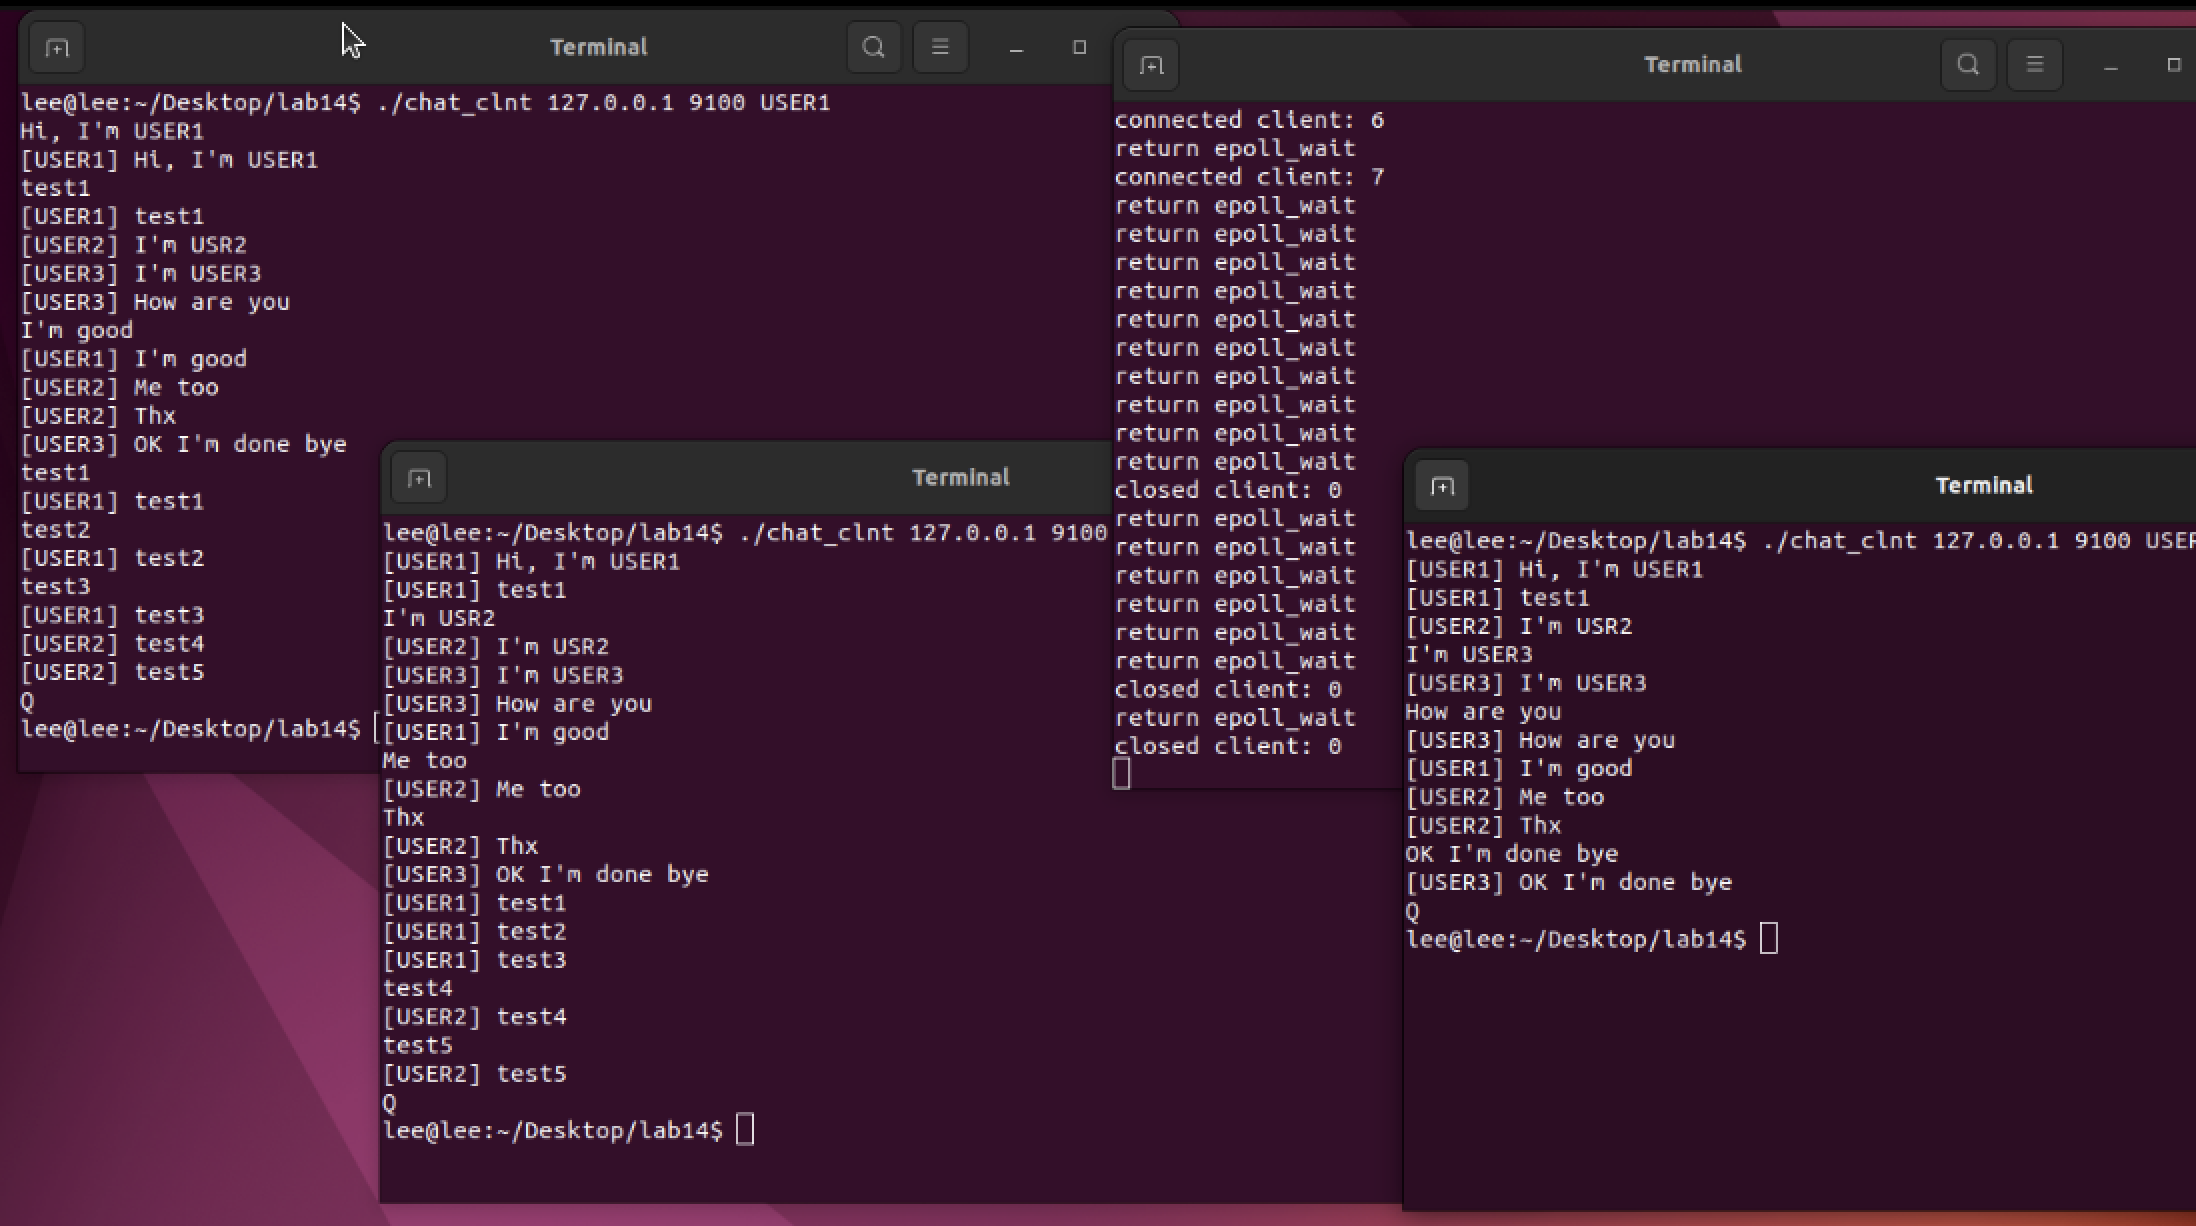 Terminal
lee@lee:~/Desktop/lab14$ ./chat_clnt 127.0.0.1 9100 USER1
Hi, I'm USER1
[USER1] Hi, I'm USER1
test1
[USER1] test1
[USER2] I'm USR2
[USER3] I'm USER3
[USER3] How are you
I'm good
[USER1] I'm good
[USER2] Me too
[USER2] Thx
[USER3] OK I'm done bye
test1
[USER1] test1
test2
[USER1] test2
test3
[USER1] test3
[USER2] test4
[USER2] test5
Q
lee@lee:~/Desktop/lab14$
Terminal
lee@lee:~/Desktop/lab14$ ./chat_clnt 127.0.0.1 9100
[USER1] Hi, I'm USER1
[USER1] test1
I'm USR2
[USER2] I'm USR2
[USER3] I'm USER3
[USER3] How are you
[USER1] I'm good
Me too
[USER2] Me too
Thx
[USER2] Thx
[USER3] OK I'm done bye
[USER1] test1
[USER1] test2
[USER1] test3
test4
[USER2] test4
test5
[USER2] test5
Q
lee@lee:~/Desktop/lab14$
Terminal
connected client: 6
return epoll_wait
connected client: 7
return epoll_wait
return epoll_wait
return epoll_wait
return epoll_wait
return epoll_wait
return epoll_wait
return epoll_wait
return epoll_wait
return epoll_wait
return epoll_wait
closed client: 0
return epoll_wait
return epoll_wait
return epoll_wait
return epoll_wait
return epoll_wait
return epoll_wait
closed client: 0
return epoll_wait
closed client: 0
Terminal
lee@lee:~/Desktop/lab14$ ./chat_clnt 127.0.0.1 9100 USER
[USER1] Hi, I'm USER1
[USER1] test1
[USER2] I'm USR2
I'm USER3
[USER3] I'm USER3
How are you
[USER3] How are you
[USER1] I'm good
[USER2] Me too
[USER2] Thx
OK I'm done bye
[USER3] OK I'm done bye
Q
lee@lee:~/Desktop/lab14$